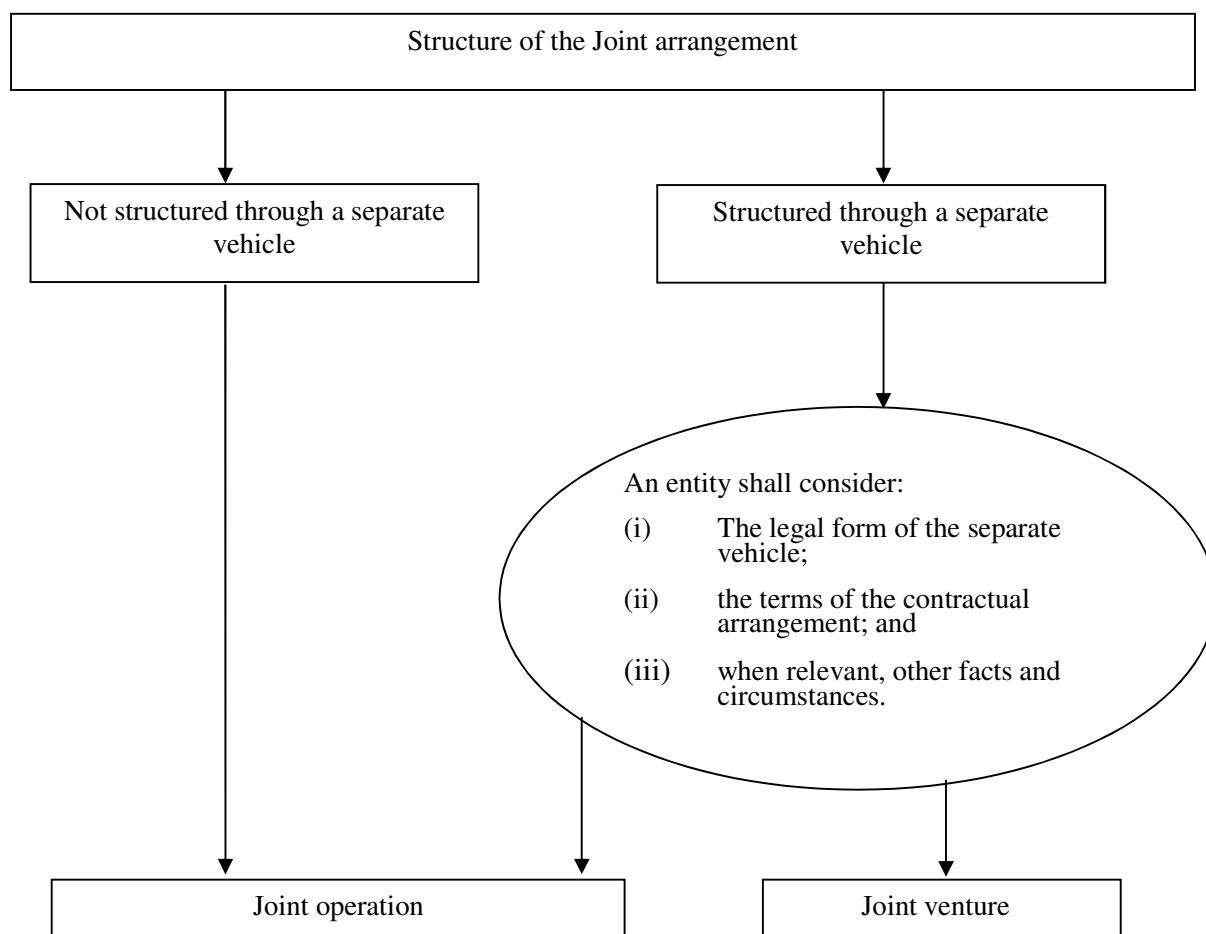 Structure of the Joint arrangement
Not structured through a separate
vehicle
Structured through a separate
vehicle
An entity shall consider:
(i) The legal form of the separate
vehicle;
(ii) the terms of the contractual
arrangement; and
(iii) when relevant, other facts and
circumstances.
Joint operation
Joint venture